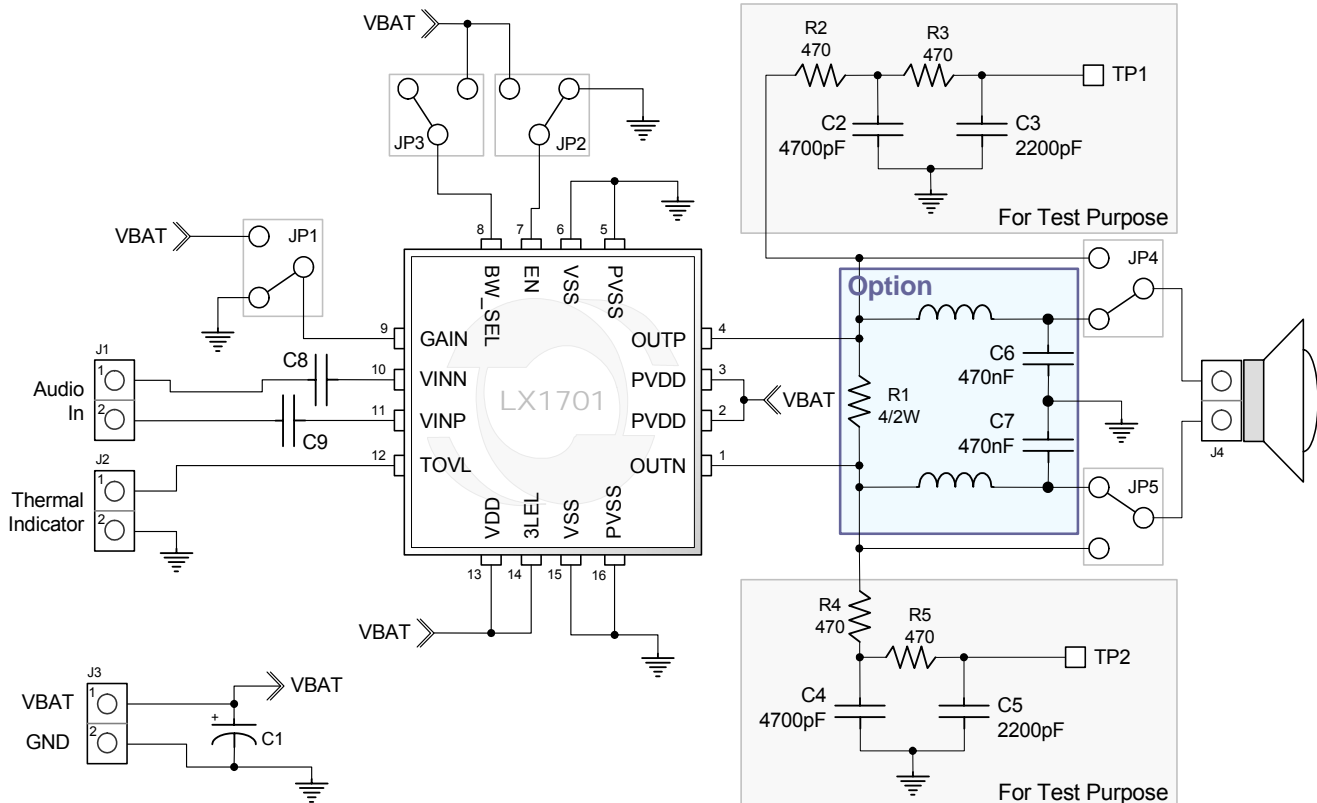 VBAT
JP3
JP2
R2
470
R3
470
TP1
C2
4700pF
C3
2200pF
For Test Purpose
VBAT
JP1
8
7
6
5
BW_SEL
EN
VSS
PVSS
9
GAIN
10
VINN
11
VINP
12
TOVL
LX1701
OUTP
4
PVDD
3
PVDD
2
OUTN
1
VBAT
VDD
3LEL
VSS
PVSS
13
14
15
16
VBAT
J1
Audio
In
1
2
C8
C9
J2
Thermal
Indicator
1
2
Option
R1
4/2W
C6
470nF
C7
470nF
JP4
JP5
J4
J3
VBAT
GND
1
2
+
C1
VBAT
R4
470
R5
470
TP2
C4
4700pF
C5
2200pF
For Test Purpose